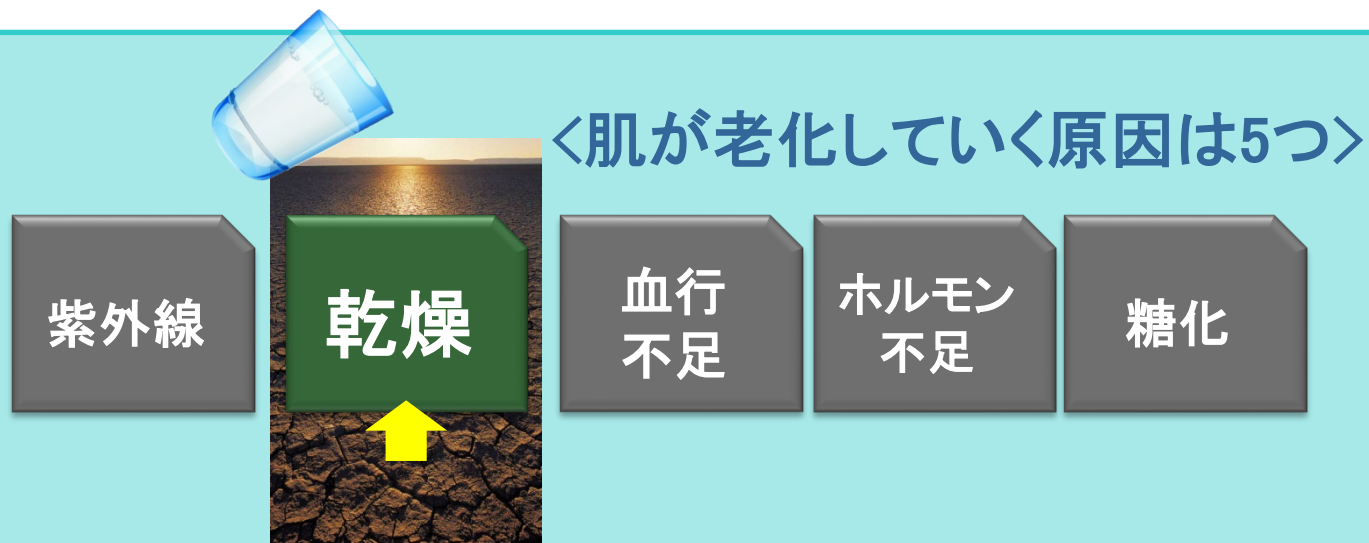 <肌が老化していく原因は5つ>
紫外線
乾燥
血行
不足
ホルモン
不足
糖化